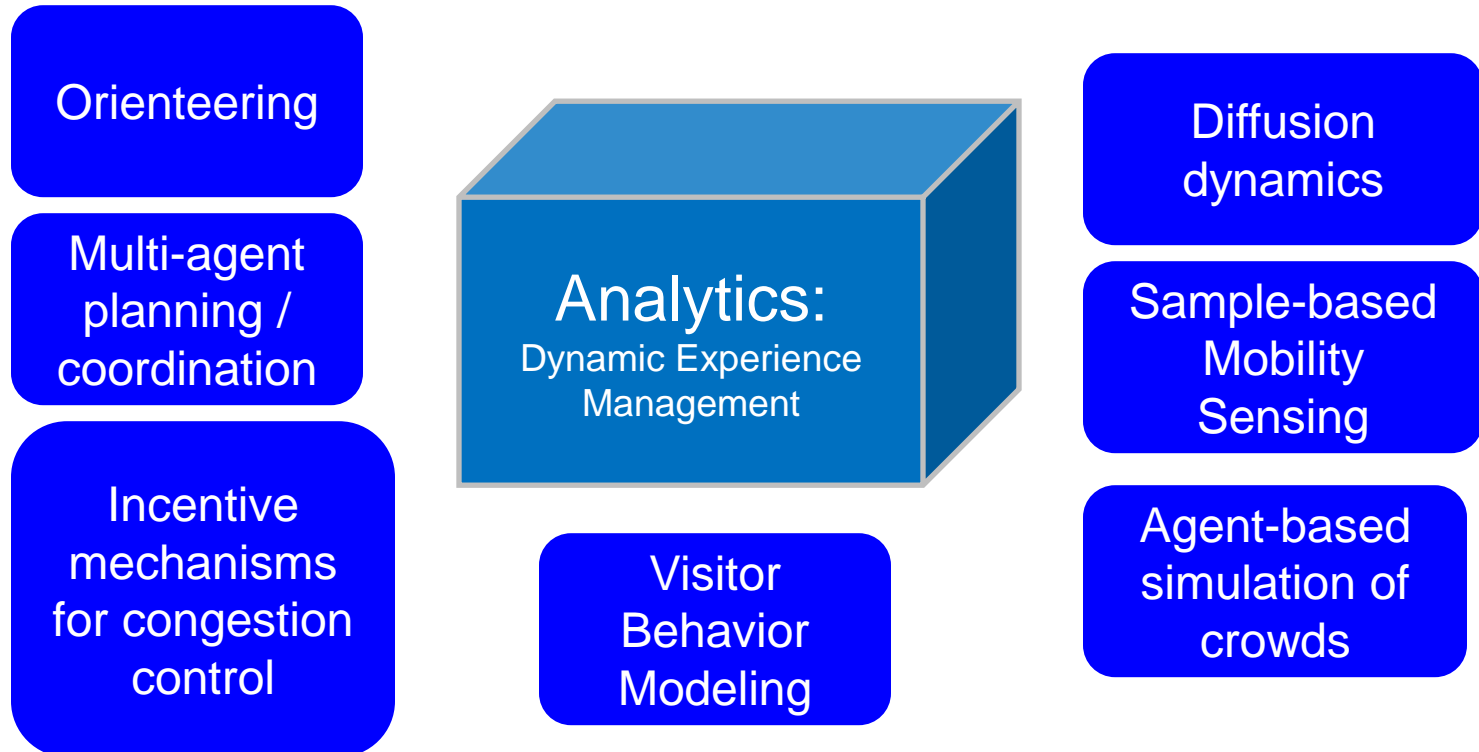 Orienteering
Multi-agent
planning /
coordination
Incentive
mechanisms
for congestion
control
Analytics:
Dynamic Experience
Management
Visitor
Behavior
Modeling
Diffusion
dynamics
Sample-based
Mobility
Sensing
Agent-based
simulation of
crowds